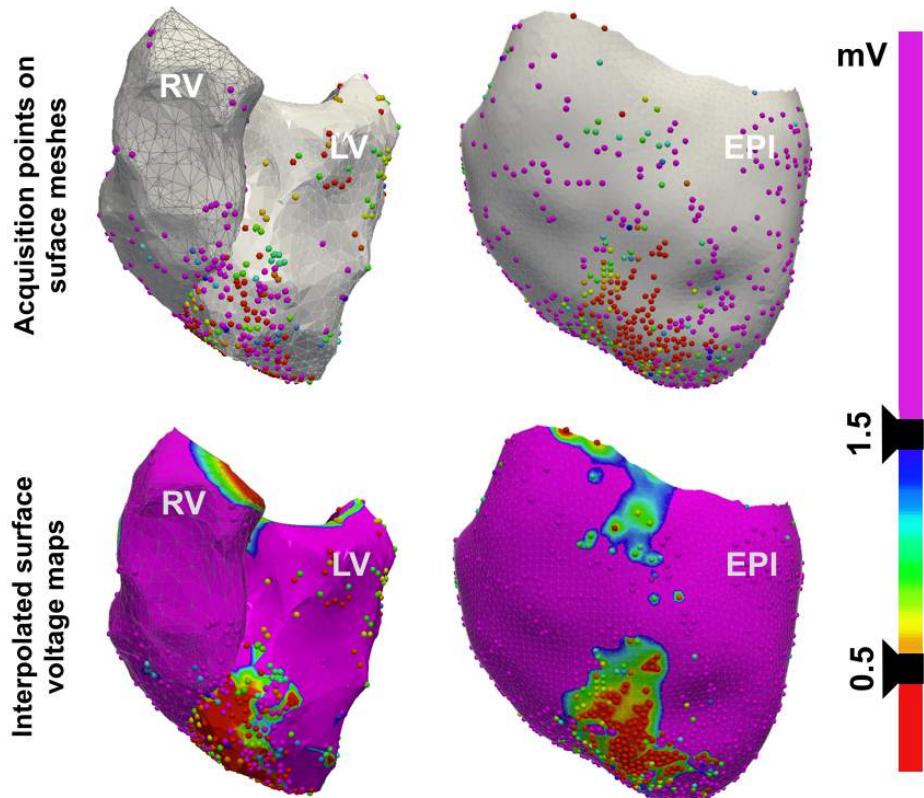 Acquisition points on
suface meshes
RV
LV
EPI
mV
1.5
0.5
Interpolated surface
voltage maps
RV
LV
EPI